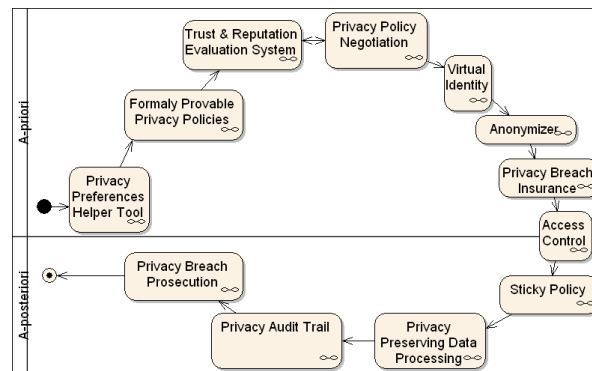 A-priori
Trust & Reputation
Evaluation System
Privacy Policy
Negotiation
Virtual
Identity
Formaly Provable
Privacy Policies
Anonymizer
Privacy
Preferences
Helper Tool
Privacy Breach
Insurance
Access
Control
A-posteriori
Privacy Breach
Prosecution
Sticky Policy
Privacy Audit Trail
Privacy
Preserving Data
Processing